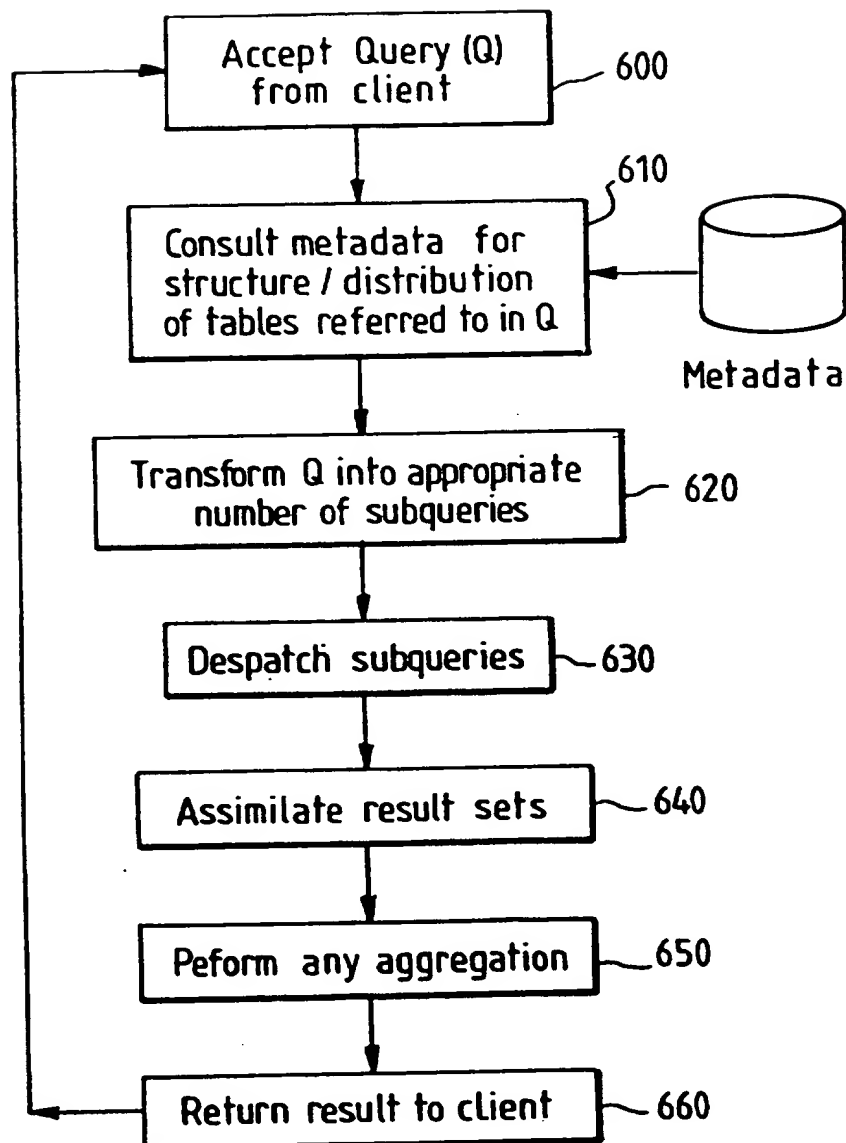 Accept Query (Q)
from client
600
610
Consult metadata for
structure / distribution
of tables referred to in Q
Metadata
Transform Q into appropriate
number of subqueries
620
Despatch subqueries
630
Assimilate result sets
640
Peform any aggregation
650
Return result to client
660